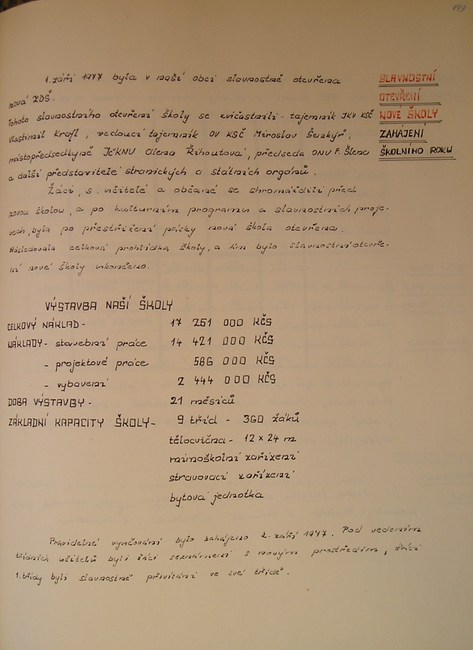 199
1. září 1977 byla v naší obci slavnostně otevřena
nová ZDŠ.
Tohoto slavnostního otevření školy se zúčastnili - tajemník JKV KSČ
Vlastimil Krafl, vedoucí tajemník OV KSČ Miroslav
místopředsedkyně JčKNV Olena Řihoutová, předseda ONV F. Šlenc
a další představitelé stranických a státních orgánů.
Žáci, s. učitelé a občané se shromáždili před
novou školou, a po kulturním programu a slavnostních proje-
vech, byla po přestřižení pásky nová škola otevřena.
Následovala celková prohlídka školy, a tím bylo slavnostní otevře-
ní nové školy ukončeno.
SLAVNOSTNÍ
OTEVŘENÍ
NOVÉ ŠKOLY
ZAHÁJENÍ
ŠKOLNÍHO ROKU
VÝSTAVBA NAŠÍ ŠKOLY
CELKOVÝ NÁKLAD - 17 251 000 KČS
NÁKLADY - stavební práce 14 421 000 KČS
- projektové práce 586 000 KČS
- vybavení 2 444 000 KČS
DOBA VÝSTAVBY - 21 měsíců
ZÁKLADNÍ KAPACITY ŠKOLY - 9 tříd - 360 žáků
tělocvična - 12 x 24 m
mimoškolní zařízení
stravovací zařízení
bytová jednotka
Pravidelné vyučování bylo zahájeno 2. září 1977. Pod vedením
třídních učitelů byli žáci seznámeni s novým prostředím, žáci
1. třídy byli slavnostně přivítáni ve své třídě.